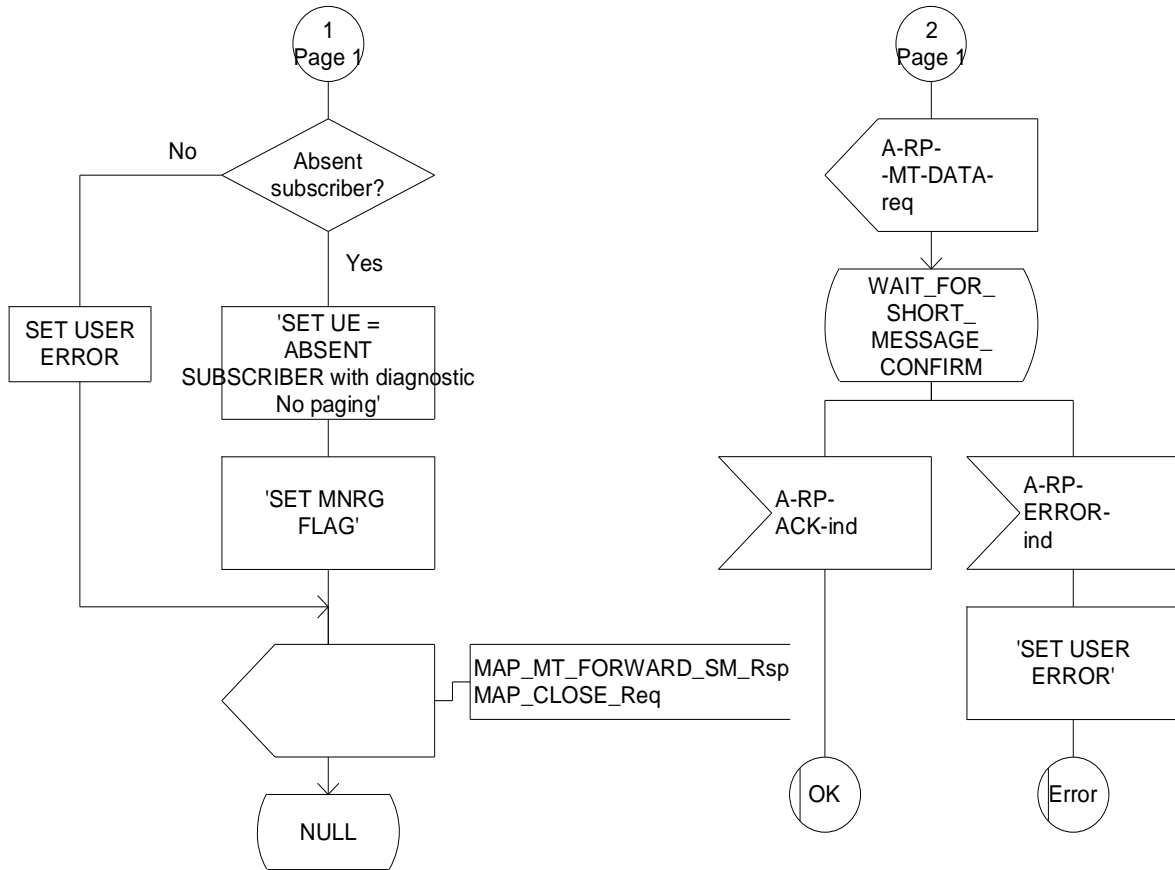 1
Page 1
No
Absent
subscriber?
Yes
SET USER
ERROR
'SET UE =
ABSENT
SUBSCRIBER with diagnostic
No paging'
'SET MNRG
FLAG'
MAP_MT_FORWARD_SM_Rsp
MAP_CLOSE_Req
NULL
2
Page 1
A-RP-
-MT-DATA-
req
WAIT_FOR_
SHORT_
MESSAGE_
CONFIRM
A-RP-
ACK-ind
A-RP-
ERROR-
ind
'SET USER
ERROR'
OK
Error